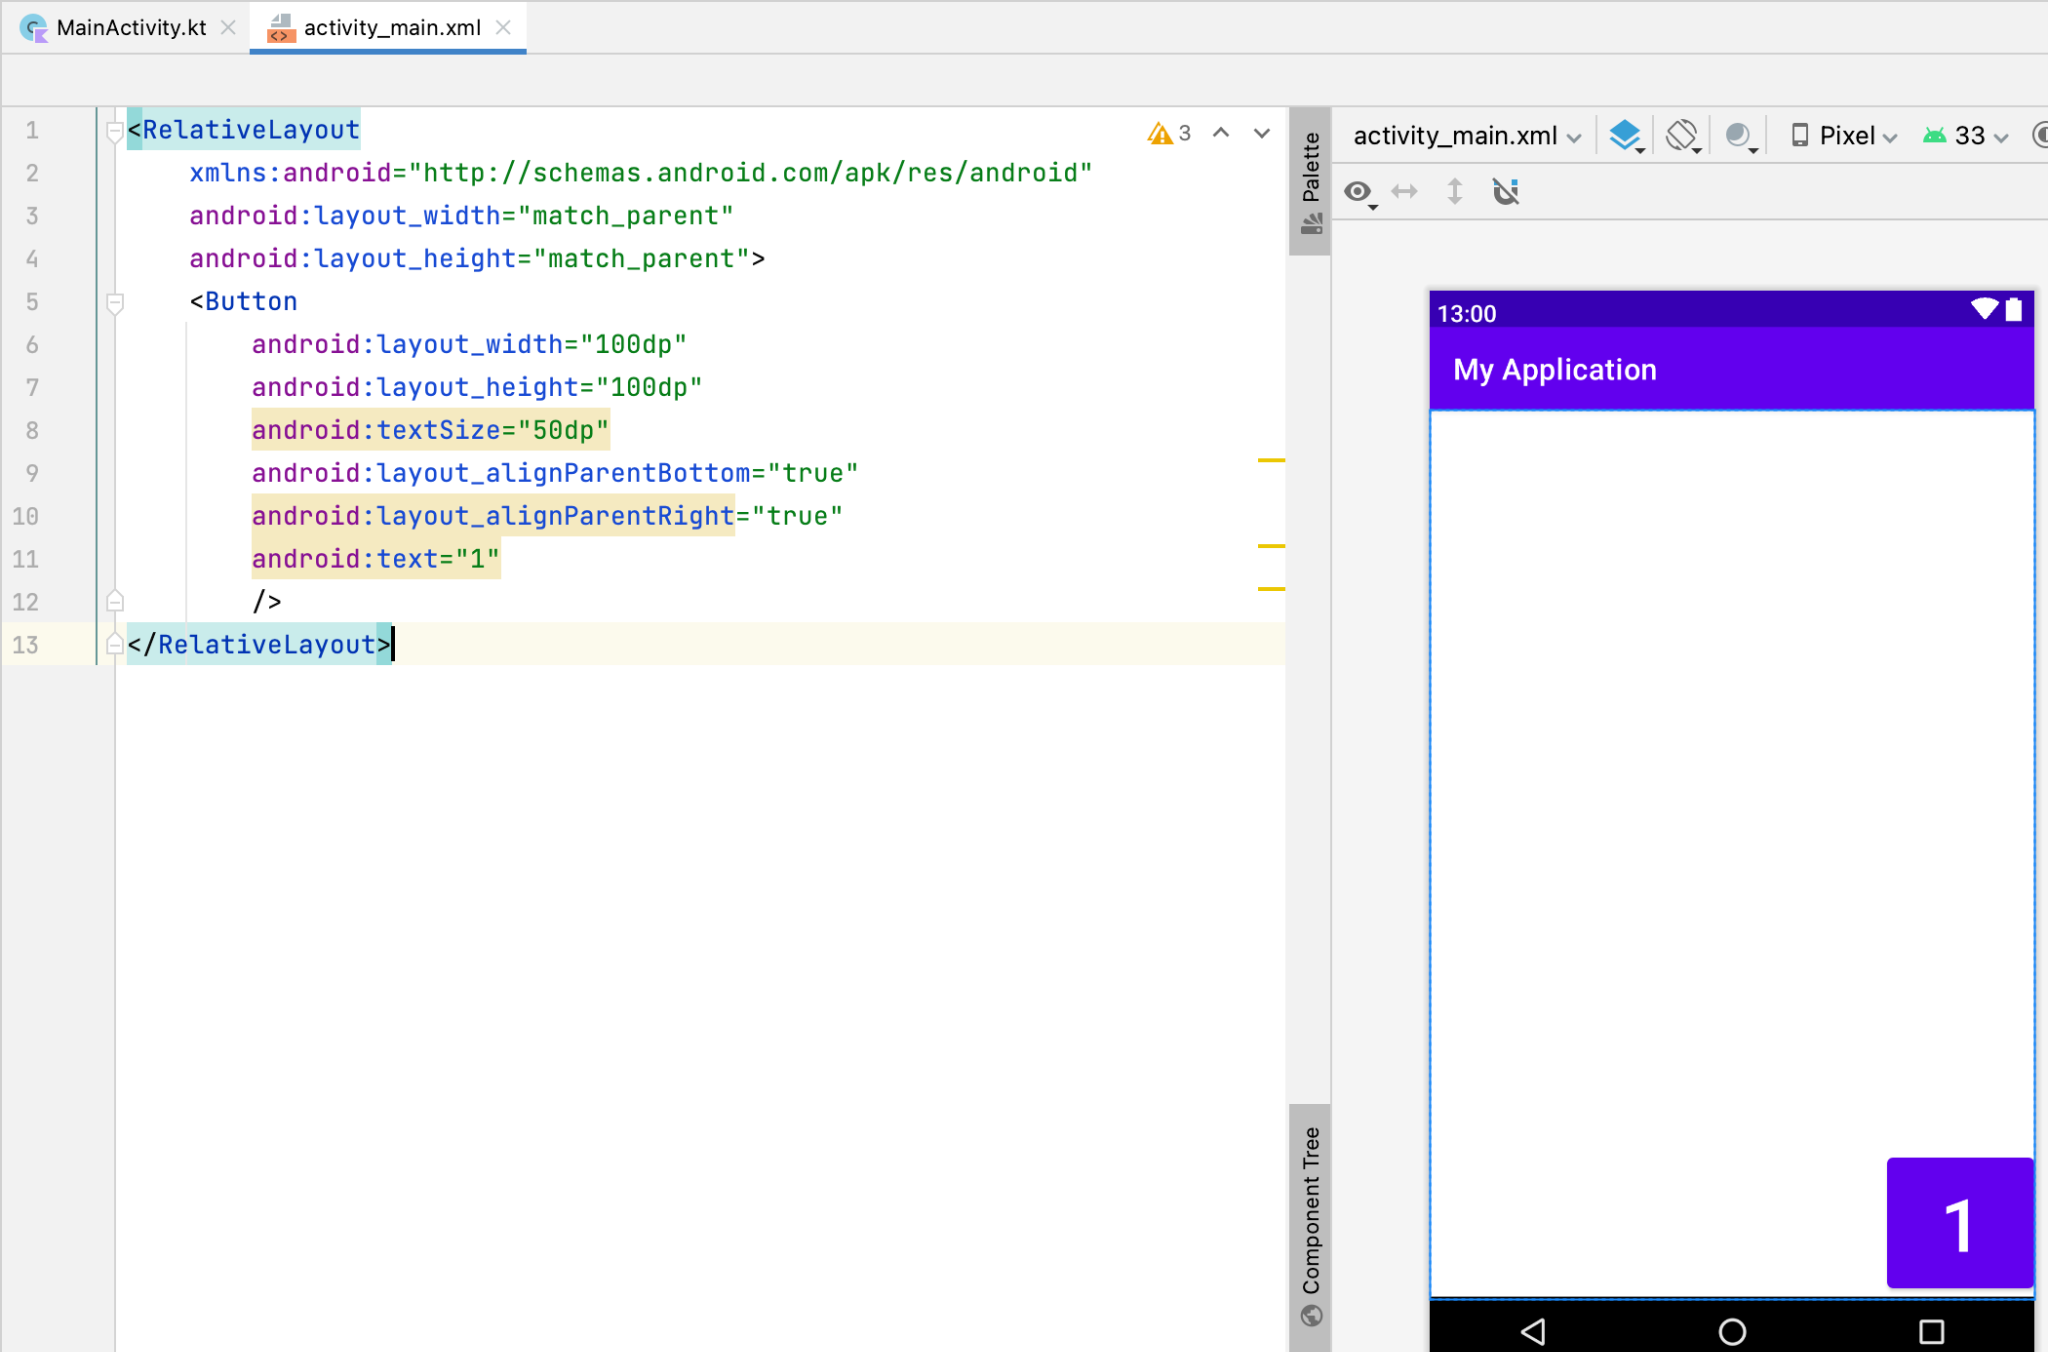 MainActivity.kt activity_main.xml
1 <RelativeLayout
2 xmlns:android="http://schemas.android.com/apk/res/android"
3 android:layout_width="match_parent"
4 android:layout_height="match_parent">
5 <Button
6 android:layout_width="100dp"
7 android:layout_height="100dp"
8 android:textSize="50dp"
9 android:layout_alignParentBottom="true"
10 android:layout_alignParentRight="true"
11 android:text="1"
12 />
13 </RelativeLayout>
3
Palette
Component Tree
activity_main.xml Pixel 33
13:00
My Application
1